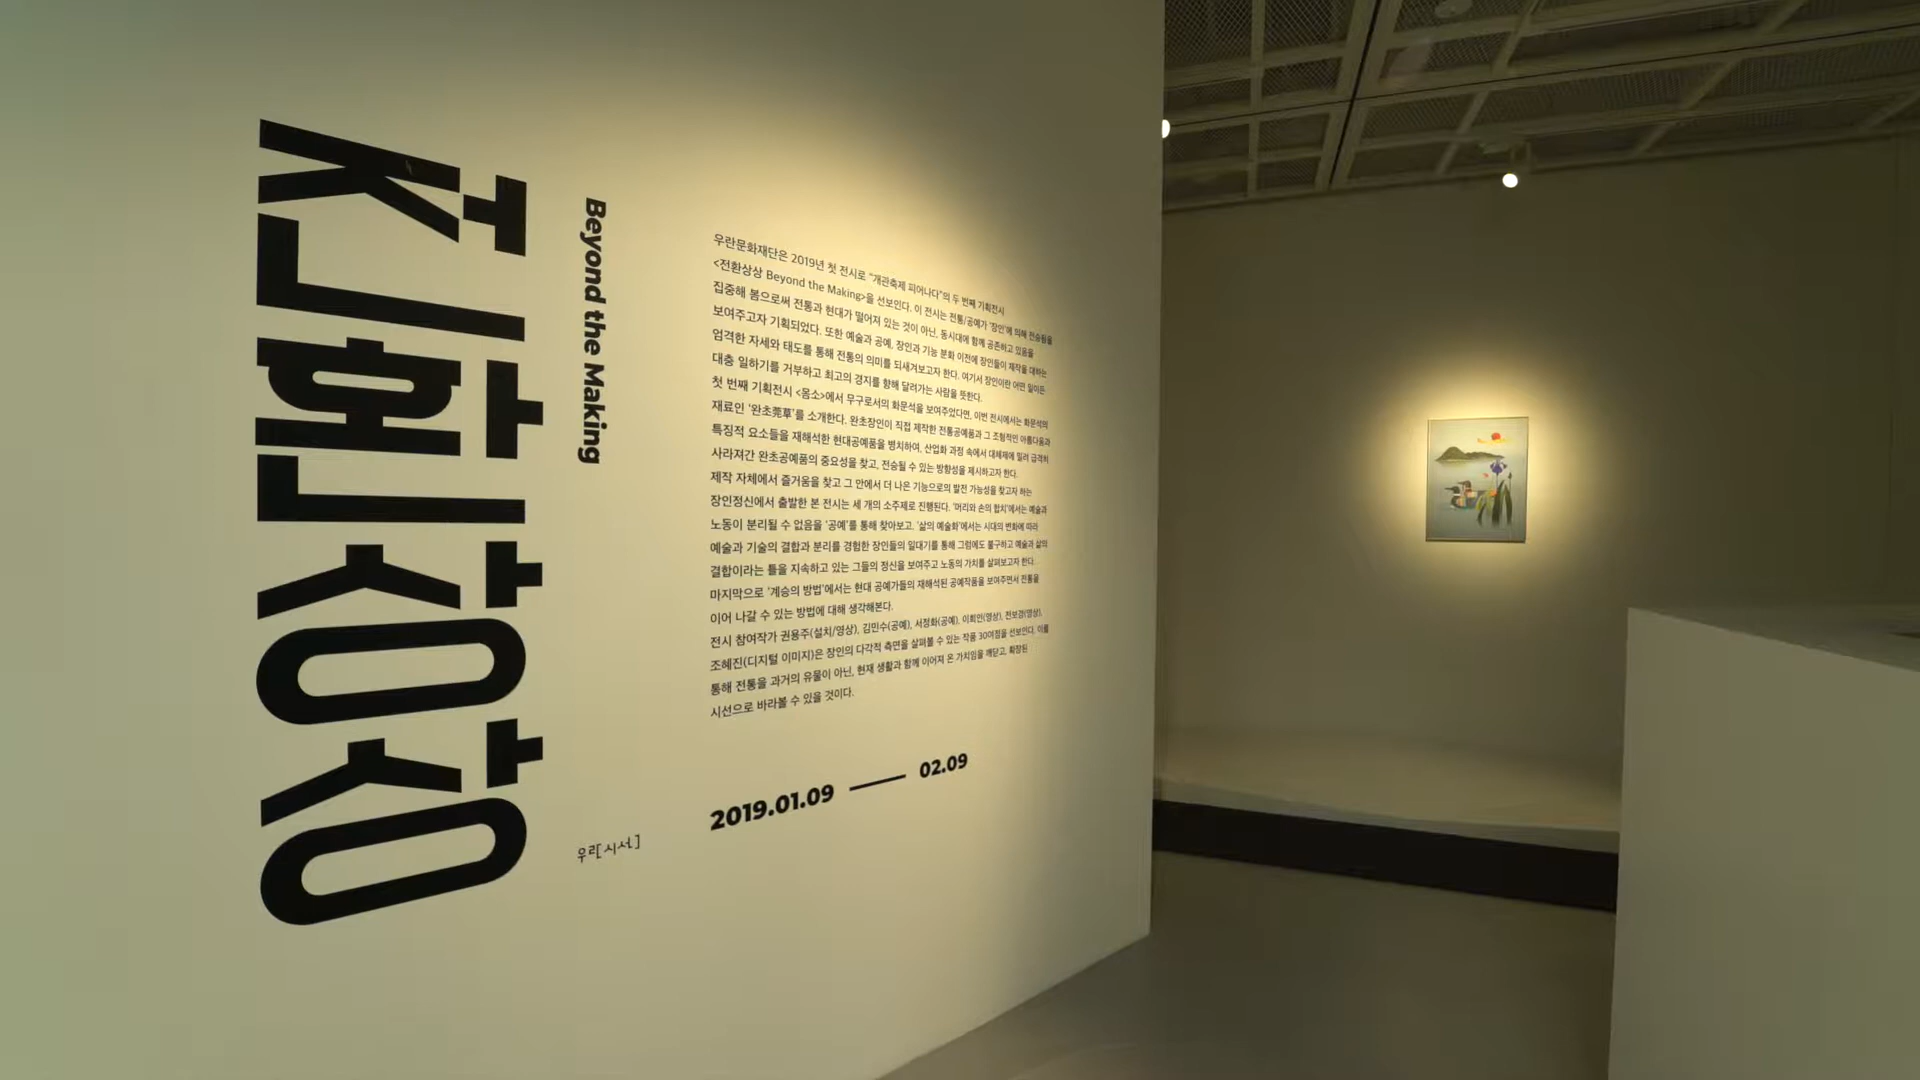 전환상상
Beyond the Making
우란문화재단은 2019년 첫 전시로 “개관축제 피어나다”의 두 번째 기획전시
<전환상상 Beyond the Making>을 선보인다. 이 전시는 전통/공예가 ‘장인’에 의해 전승됨을
집중해 봄으로써 전통과 현대가 떨어져 있는 것이 아닌, 동시대에 함께 공존하고 있음을
보여주고자 기획되었다. 또한 예술과 공예, 장인과 기능 분화 이전에 장인들이 제작을 대하는
엄격한 자세와 태도를 통해 전통의 의미를 되새겨보고자 한다. 여기서 장인이란 어떤 일이든
대충 일하기를 거부하고 최고의 경지를 향해 달려가는 사람을 뜻한다.
첫 번째 기획전시 <몸소>에서 무구로서의 화문석을 보여주었다면, 이번 전시에서는 화문석의
재료인 ‘완초莞草’를 소개한다. 완초장인이 직접 제작한 전통공예품과 그 조형적인 아름다움과
특징적 요소들을 재해석한 현대공예품을 병치하여, 산업화 과정 속에서 대체재에 밀려 급격히
사라져간 완초공예품의 중요성을 찾고, 전승될 수 있는 방향성을 제시하고자 한다.
제작 자체에서 즐거움을 찾고 그 안에서 더 나은 기능으로의 발전 가능성을 찾고자 하는
장인정신에서 출발한 본 전시는 세 개의 소주제로 진행된다. ‘머리와 손의 합치’에서는 예술과
노동이 분리될 수 없음을 ‘공예’를 통해 찾아보고, ‘삶의 예술화’에서는 시대의 변화에 따라
예술과 기술의 결합과 분리를 경험한 장인들의 일대기를 통해 그럼에도 불구하고 예술과 삶의
결합이라는 틀을 지속하고 있는 그들의 정신을 보여주고 노동의 가치를 살펴보고자 한다.
마지막으로 ‘계승의 방법’에서는 현대 공예가들의 재해석된 공예작품을 보여주면서 전통을
이어 나갈 수 있는 방법에 대해 생각해본다.
전시 참여작가 권용주(설치/영상), 김민수(공예), 서정화(공예), 이희인(영상), 전보경(영상),
조혜진(디지털 이미지)은 장인의 다각적 측면을 살펴볼 수 있는 작품 30여점을 선보인다. 이를
통해 전통을 과거의 유물이 아닌, 현재 생활과 함께 이어져 온 가치임을 깨닫고, 확장된
시선으로 바라볼 수 있을 것이다.
2019.01.09 — 02.09
우란[시선]